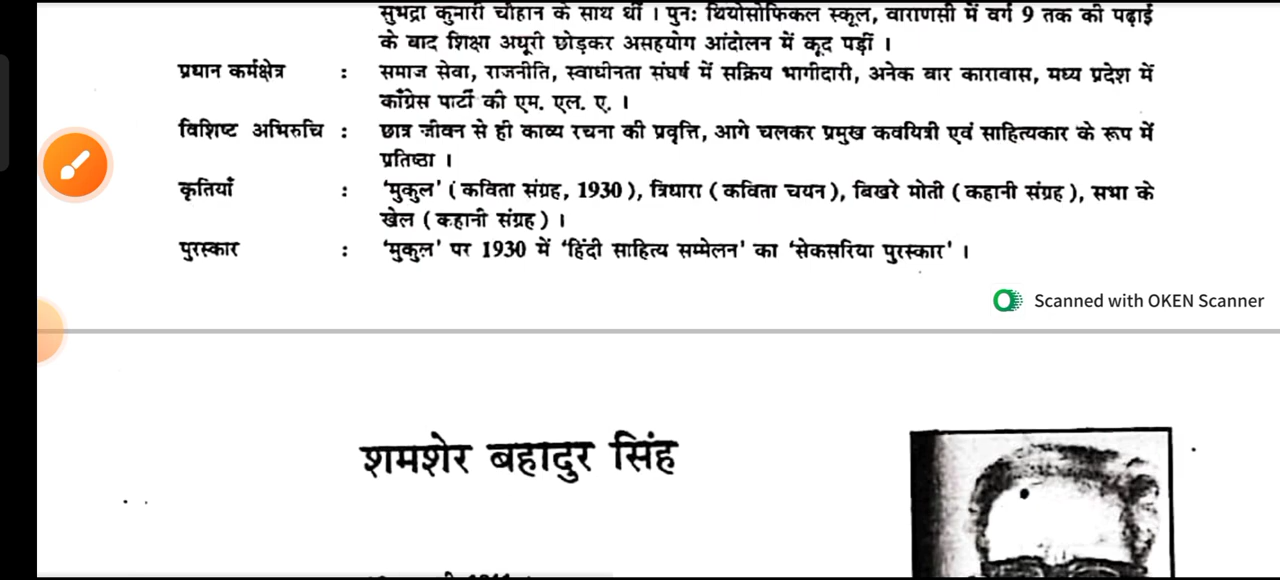 सुभद्रा कुमारी चौहान के साथ थीं । पुनः थियोसोफिकल स्कूल, वाराणसी में वर्ग 9 तक की पढ़ाई
के बाद शिक्षा अधूरी छोड़कर असहयोग आंदोलन में कूद पड़ीं ।
प्रधान कर्मक्षेत्र : समाज सेवा, राजनीति, स्वाधीनता संघर्ष में सक्रिय भागीदारी, अनेक बार कारावास, मध्य प्रदेश में
काँग्रेस पार्टी की एम. एल. ए. ।
विशिष्ट अभिरुचि : छात्र जीवन से ही काव्य रचना की प्रवृत्ति, आगे चलकर प्रमुख कवयित्री एवं साहित्यकार के रूप में
प्रतिष्ठा ।
कृतियाँ : ‘मुकुल’ ( कविता संग्रह, 1930 ), त्रिधारा ( कविता चयन ), बिखरे मोती ( कहानी संग्रह ), सभा के
खेल ( कहानी संग्रह ) ।
पुरस्कार : ‘मुकुल’ पर 1930 में ‘हिंदी साहित्य सम्मेलन’ का ‘सेकसरिया पुरस्कार’ ।
Scanned with OKEN Scanner
शमशेर बहादुर सिंह